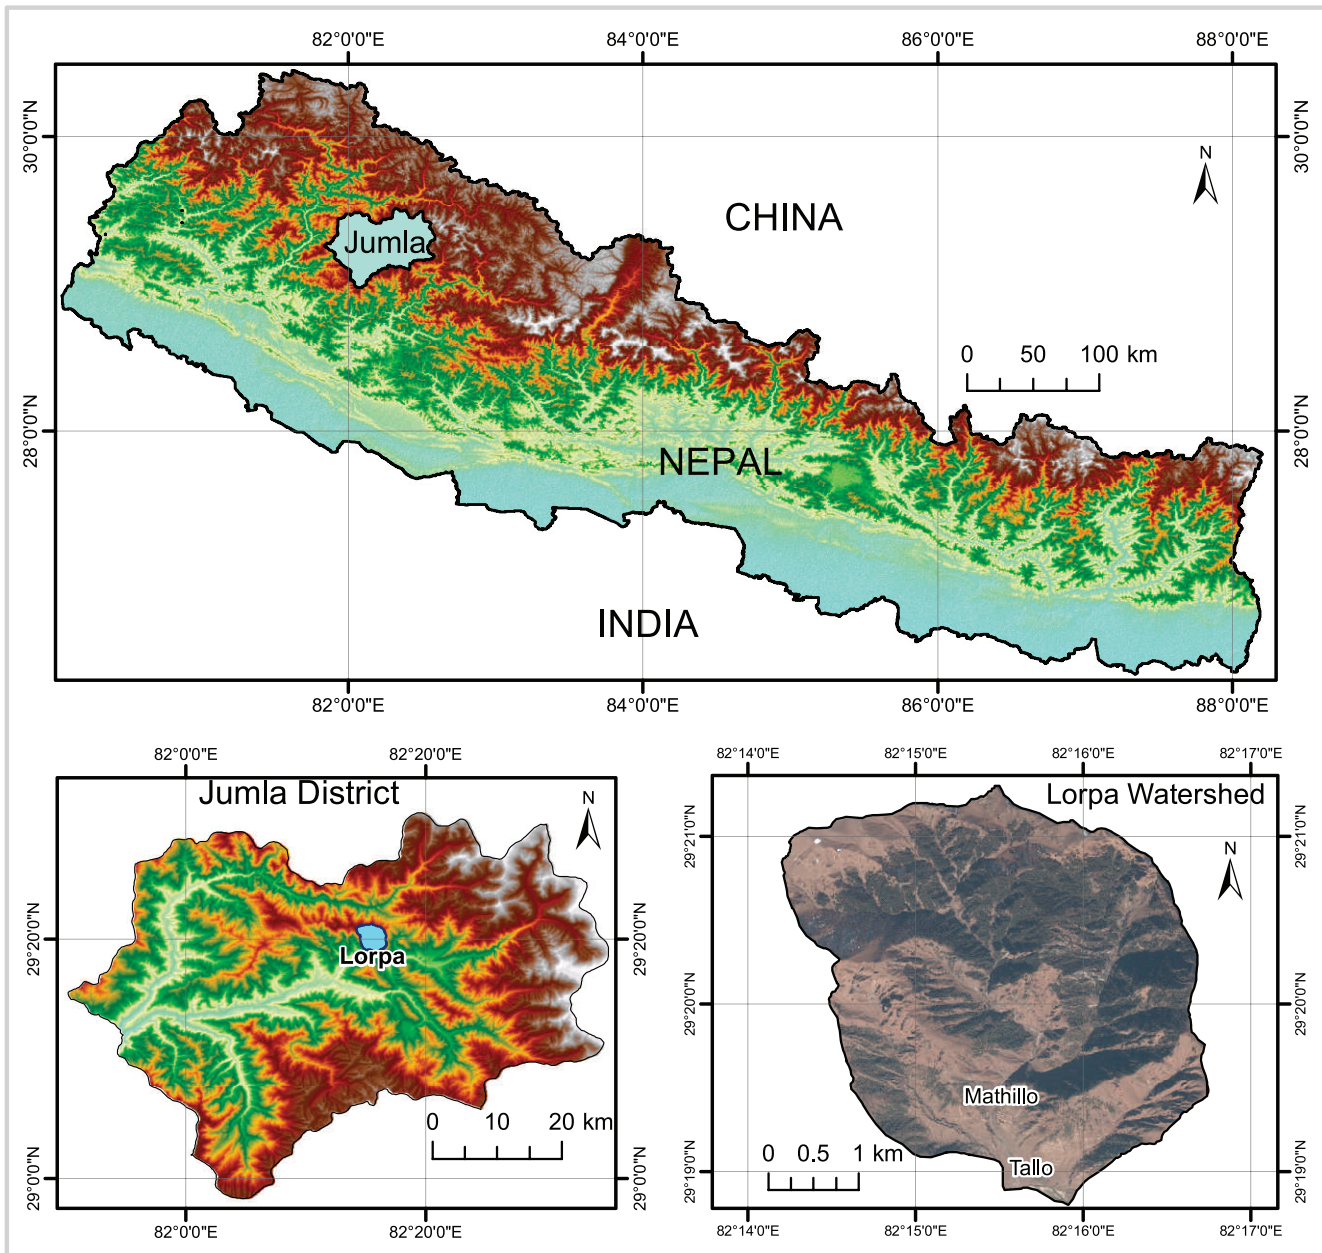 82°0'0"E 84°0'0"E 86°0'0"E 88°0'0"E
30°0'0"N 30°0'0"N
N
CHINA
Jumla
0 50 100 km
28°0'0"N 28°0'0"N
NEPAL
INDIA
82°0'0"E 84°0'0"E 86°0'0"E 88°0'0"E
82°0'0"E 82°20'0"E
Jumla District
N
29°20'0"N 29°20'0"N
Lorpa
0 10 20 km
29°0'0"N 29°0'0"N
82°0'0"E 82°20'0"E
82°14'0"E 82°15'0"E 82°16'0"E 82°17'0"E
Lorpa Watershed
29°21'0"N 29°21'0"N
N
29°20'0"N 29°20'0"N
Mathillo
0 0.5 1 km
Tallo
29°19'0"N 29°19'0"N
82°14'0"E 82°15'0"E 82°16'0"E 82°17'0"E